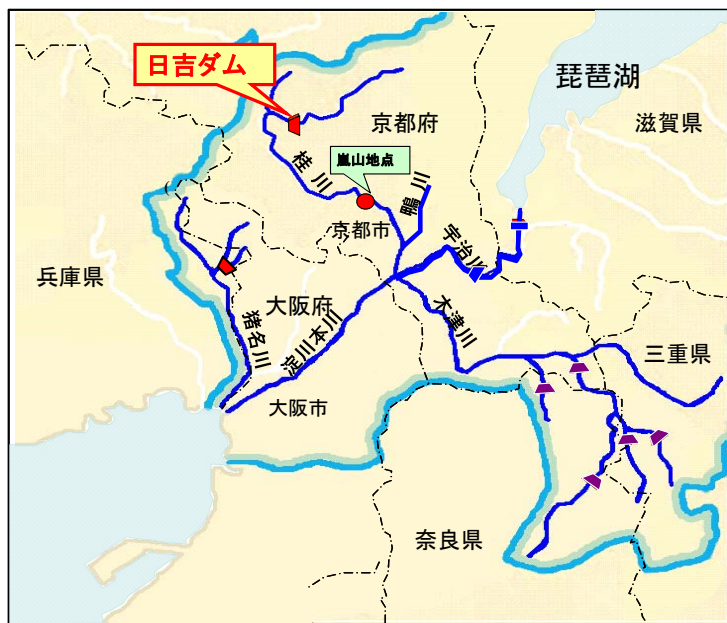 日吉ダム
琵琶湖
京都府
滋賀県
嵐山地点
桂川
鴨川
京都市
宇治川
兵庫県
大阪府
木津川
猪名川
淀川本川
三重県
大阪市
奈良県